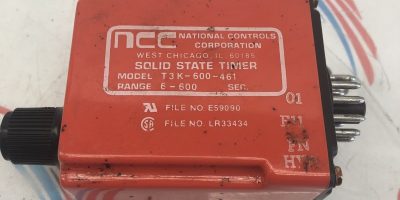 ncc NATIONAL CONTROLS
CORPORATION
WEST CHICAGO, IL 60185
SOLID STATE TIMER
MODEL T3K-600-461
RANGE 6-600 SEC.
FILE NO. E59090
FILE NO. LR33434
01